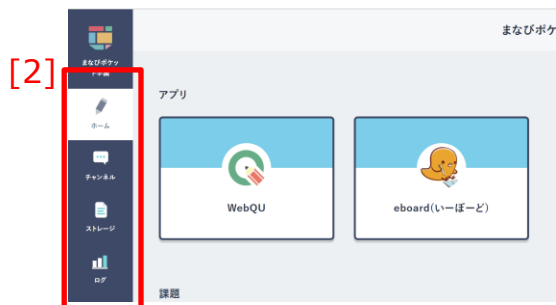 [2]
まなびポケッ
ト学園
ホーム
チャンネル
ストレージ
ログ
まなびポケ
アプリ
WebQU
eboard(いーぼーど)
課題